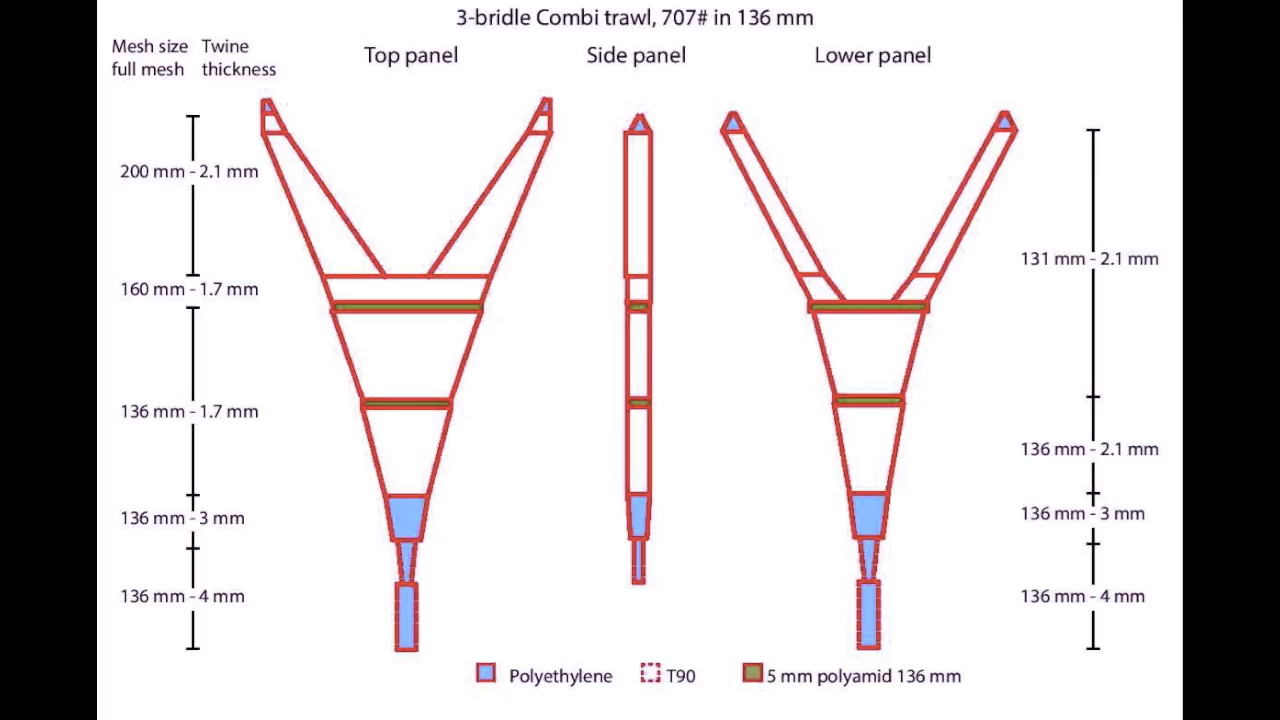 3-bridle Combi trawl, 707# in 136 mm
Mesh size Twine
full mesh thickness
Top panel
Side panel
Lower panel
200 mm - 2.1 mm
160 mm - 1.7 mm
136 mm - 1.7 mm
136 mm - 3 mm
136 mm - 4 mm
131 mm - 2.1 mm
136 mm - 2.1 mm
136 mm - 3 mm
136 mm - 4 mm
Polyethylene
T90
5 mm polyamid 136 mm